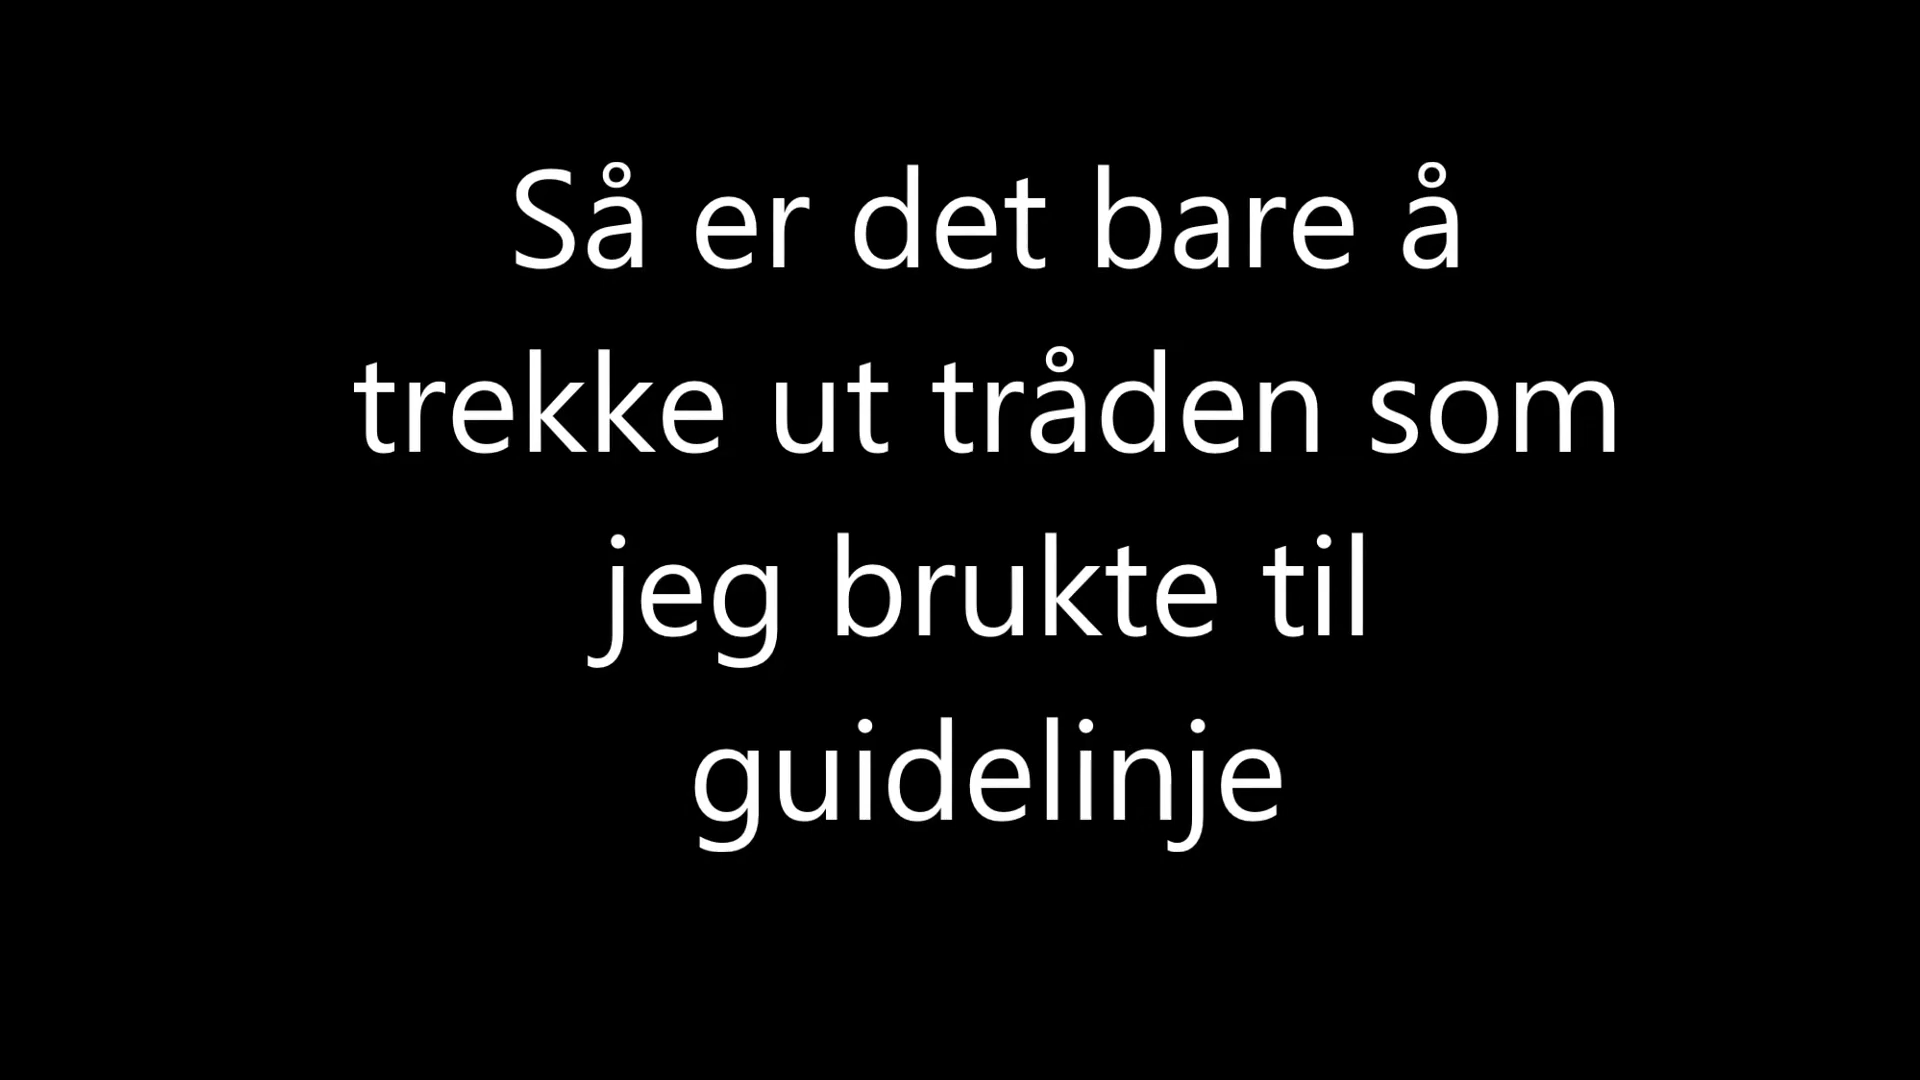 Så er det bare å
trekke ut tråden som
jeg brukte til
guidelinje